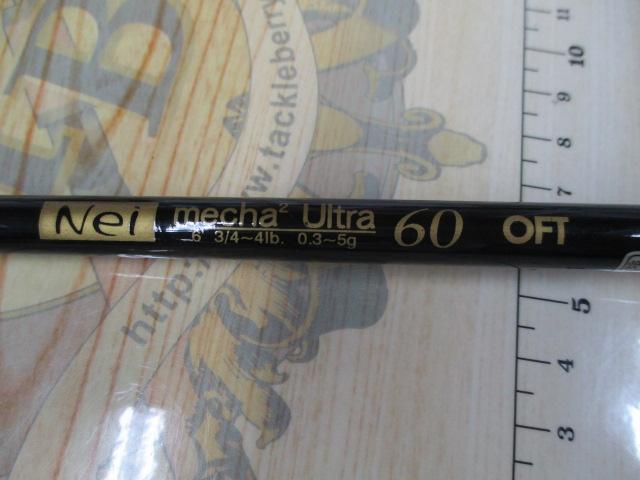 Nei mecha² Ultra 60 OFT
6' 3/4~4lb. 0.3~5g
http:
www.tackleberry
B
11
10
9
8
7
5
4
3